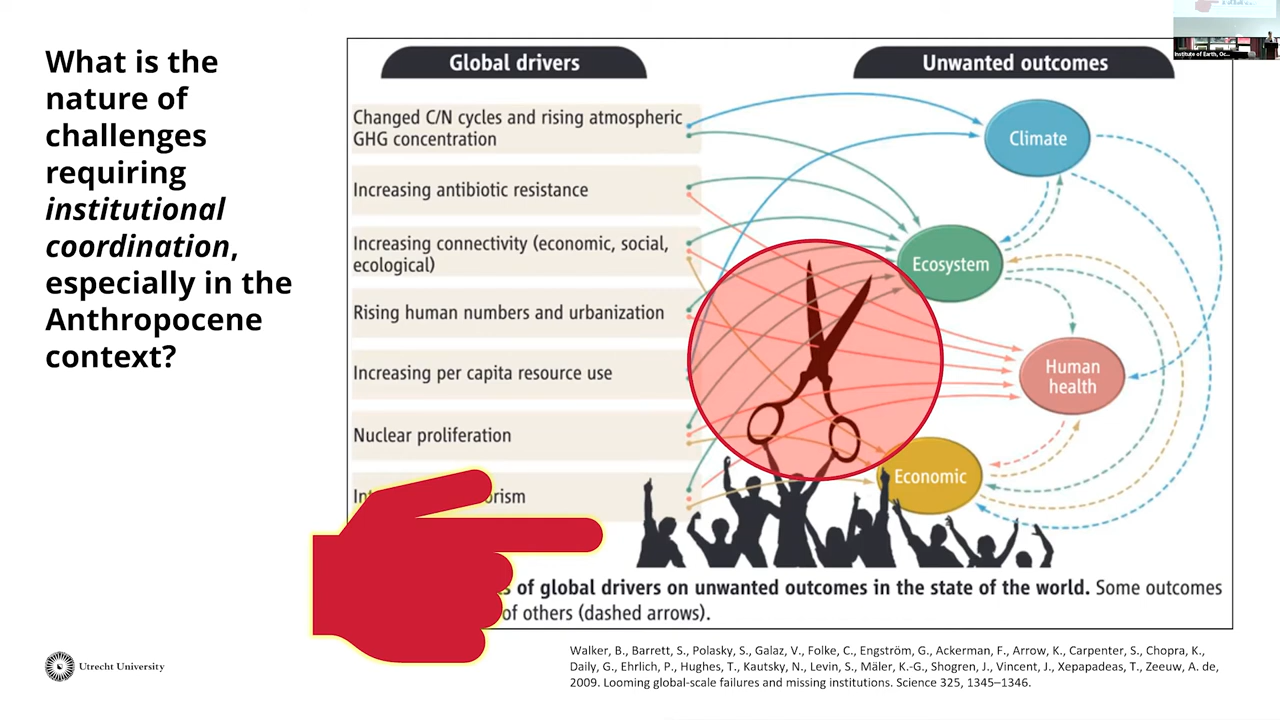 What is the
nature of
challenges
requiring
institutional
coordination,
especially in the
Anthropocene
context?
Global drivers
Unwanted outcomes
Changed C/N cycles and rising atmospheric
GHG concentration
Increasing antibiotic resistance
Increasing connectivity (economic, social,
ecological)
Rising human numbers and urbanization
Increasing per capita resource use
Nuclear proliferation
Climate
Ecosystem
Human
health
Economic
of global drivers on unwanted outcomes in the state of the world. Some outcomes
of others (dashed arrows).
Walker, B., Barrett, S., Polasky, S., Galaz, V., Folke, C., Engström, G., Ackerman, F., Arrow, K., Carpenter, S., Chopra, K.,
Daily, G., Ehrlich, P., Hughes, T., Kautsky, N., Levin, S., Mäler, K.-G., Shogren, J., Vincent, J., Xepapadeas, T., Zeeuw, A. de,
2009. Looming global-scale failures and missing institutions. Science 325, 1345–1346.
Utrecht University
Institute of Earth, Oc...